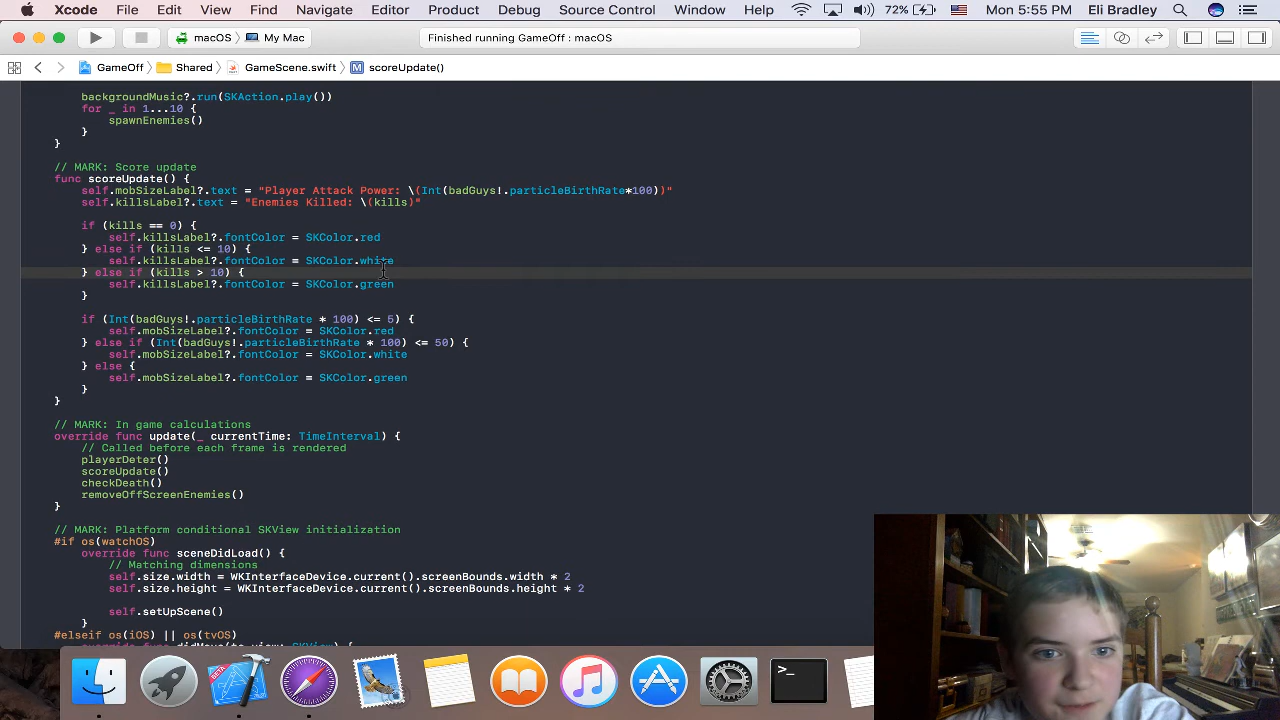 Xcode File Edit View Find Navigate Editor Product Debug Source Control Window Help 72% Mon 5:55 PM Eli Bradley
macOS My Mac Finished running GameOff : macOS
GameOff Shared GameScene.swift M scoreUpdate()
backgroundMusic?.run(SKAction.play())
for _ in 1...10 {
spawnEnemies()
}
}
// MARK: Score update
func scoreUpdate() {
self.mobSizeLabel?.text = "Player Attack Power: \(Int(badGuys!.particleBirthRate*100))"
self.killsLabel?.text = "Enemies Killed: \(kills)"
if (kills == 0) {
self.killsLabel?.fontColor = SKColor.red
} else if (kills <= 10) {
self.killsLabel?.fontColor = SKColor.white
} else if (kills > 10) {
self.killsLabel?.fontColor = SKColor.green
}
if (Int(badGuys!.particleBirthRate * 100) <= 5) {
self.mobSizeLabel?.fontColor = SKColor.red
} else if (Int(badGuys!.particleBirthRate * 100) <= 50) {
self.mobSizeLabel?.fontColor = SKColor.white
} else {
self.mobSizeLabel?.fontColor = SKColor.green
}
}
// MARK: In game calculations
override func update(_ currentTime: TimeInterval) {
// Called before each frame is rendered
playerDeter()
scoreUpdate()
checkDeath()
removeOffScreenEnemies()
}
// MARK: Platform conditional SKView initialization
#if os(watchOS)
override func sceneDidLoad() {
// Matching dimensions
self.size.width = WKInterfaceDevice.current().screenBounds.width * 2
self.size.height = WKInterfaceDevice.current().screenBounds.height * 2
self.setUpScene()
}
#elseif os(iOS) || os(tvOS)
override func didMove(to view: SKView) {
>_